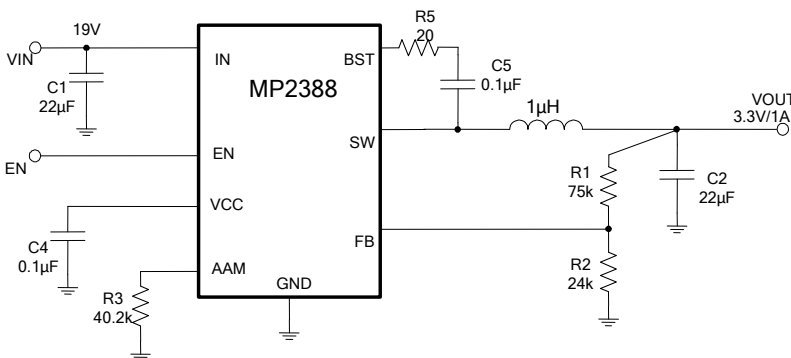 19V
VIN
C1
22µF
IN
MP2388
BST
R5
20
C5
0.1µF
1µH
VOUT
3.3V/1A
SW
EN
EN
VCC
R1
75k
C2
22µF
FB
C4
0.1µF
AAM
GND
R2
24k
R3
40.2k